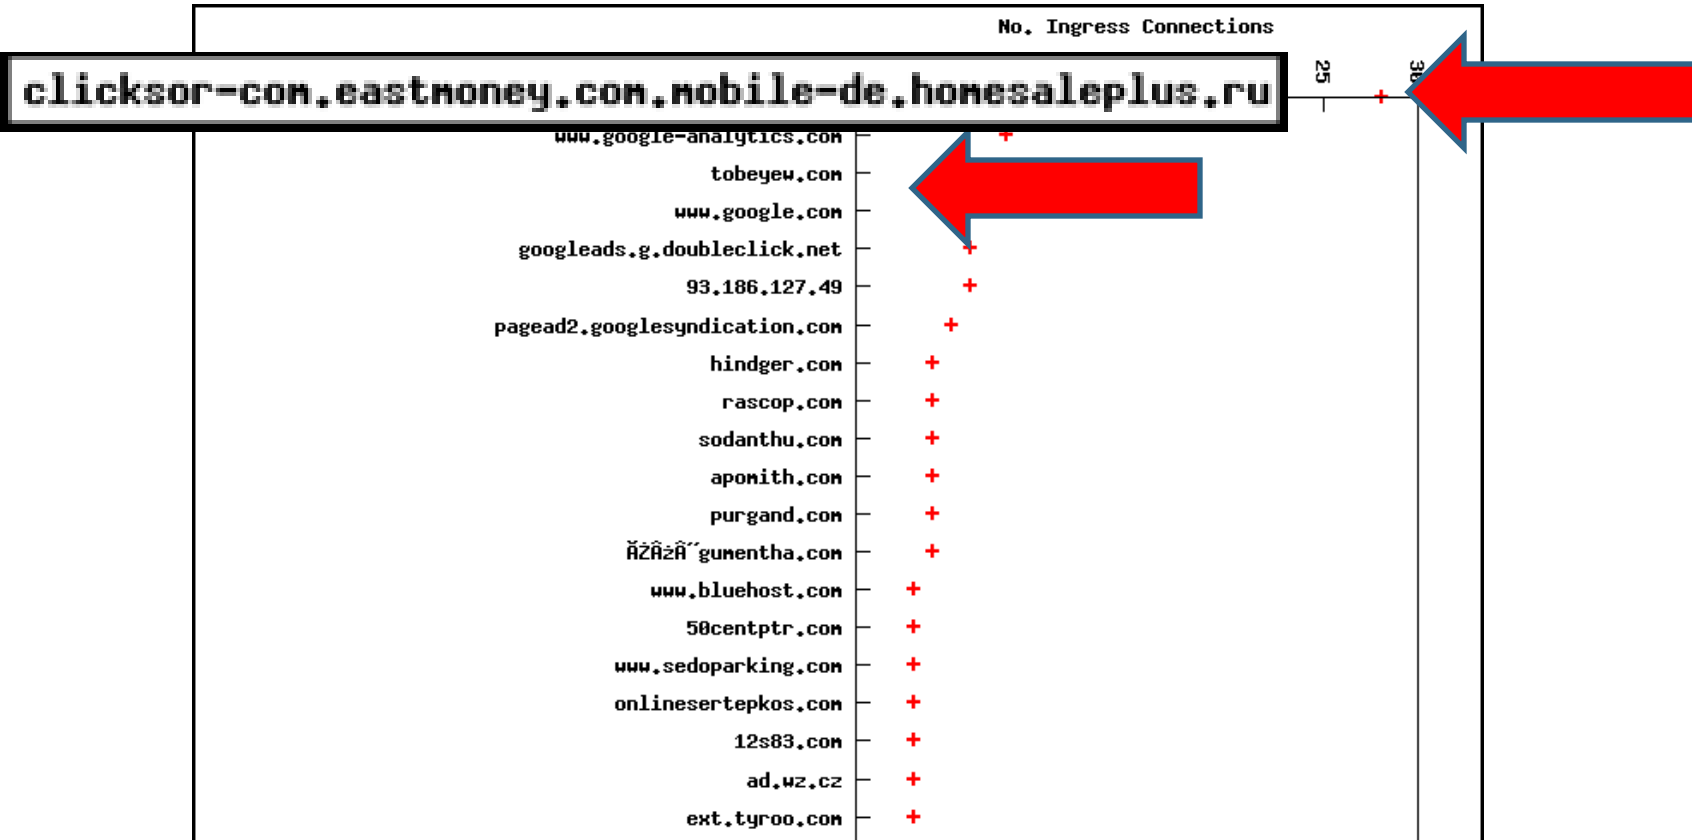 No. Ingress Connections
25
30
clicksor-com.eastmoney.com.mobile-de.homesaleplus.ru
www.google-analytics.com
tobeyew.com
www.google.com
googleads.g.doubleclick.net
93.186.127.49
pagead2.googlesyndication.com
hindger.com
rascop.com
sodanthu.com
apomith.com
purgand.com
ÃŽÂżÂ¨gumentha.com
www.bluehost.com
50centptr.com
www.sedoparking.com
onlinesertepkos.com
12s83.com
ad.wz.cz
ext.tyroo.com